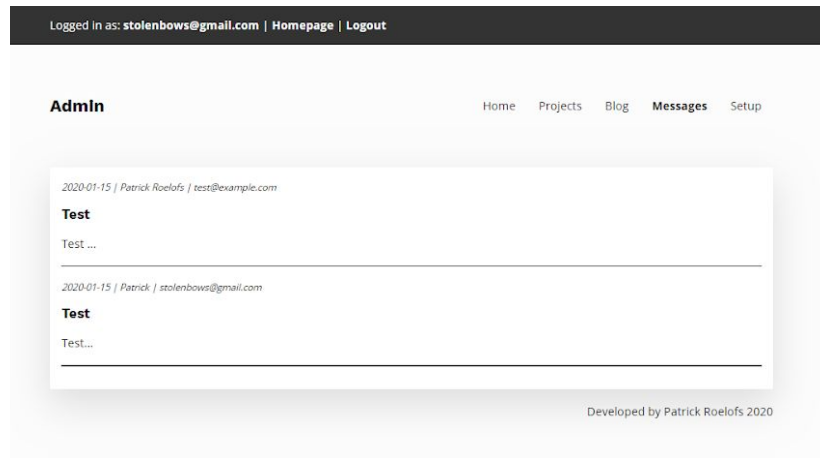 Logged in as: stolenbows@gmail.com | Homepage | Logout
Admin Home Projects Blog Messages Setup
2020-01-15 | Patrick Roelofs | test@example.com
Test
Test ...
2020-01-15 | Patrick | stolenbows@gmail.com
Test
Test...
Developed by Patrick Roelofs 2020